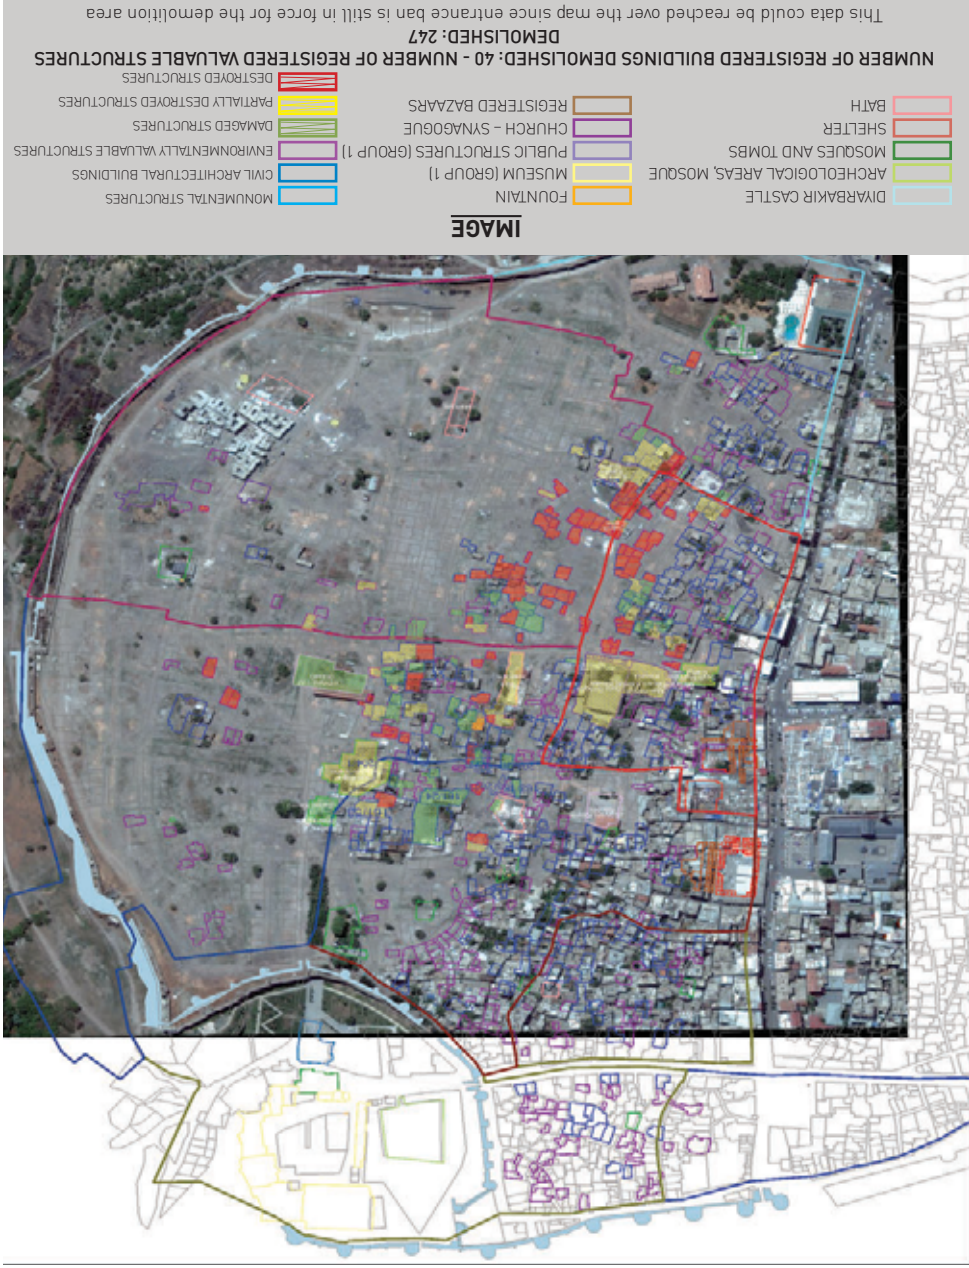 IMAGE
DIYARBAKIR CASTLE
ARCHEOLOGICAL AREAS, MOSQUE
MOSQUES AND TOMBS
SHELTER
BATH
FOUNTAIN
MUSEUM (GROUP 1)
PUBLIC STRUCTURES (GROUP 1)
CHURCH - SYNAGOGUE
REGISTERED BAZAARS
MONUMENTAL STRUCTURES
CIVIL ARCHITECTURAL BUILDINGS
ENVIRONMENTALLY VALUABLE STRUCTURES
DAMAGED STRUCTURES
PARTIALLY DESTROYED STRUCTURES
DESTROYED STRUCTURES
NUMBER OF REGISTERED BUILDINGS DEMOLISHED: 40 - NUMBER OF REGISTERED VALUABLE STRUCTURES
DEMOLISHED: 247
This data could be reached over the map since entrance ban is still in force for the demolition area